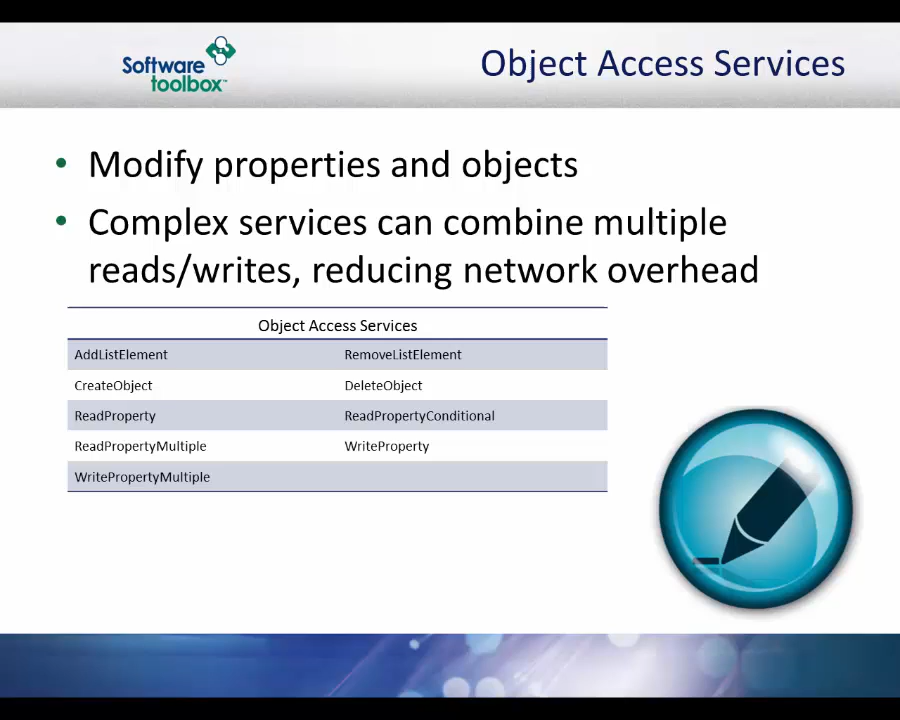 Software
toolbox™
Object Access Services
• Modify properties and objects
• Complex services can combine multiple
reads/writes, reducing network overhead
Object Access Services
AddListElement RemoveListElement
CreateObject DeleteObject
ReadProperty ReadPropertyConditional
ReadPropertyMultiple WriteProperty
WritePropertyMultiple